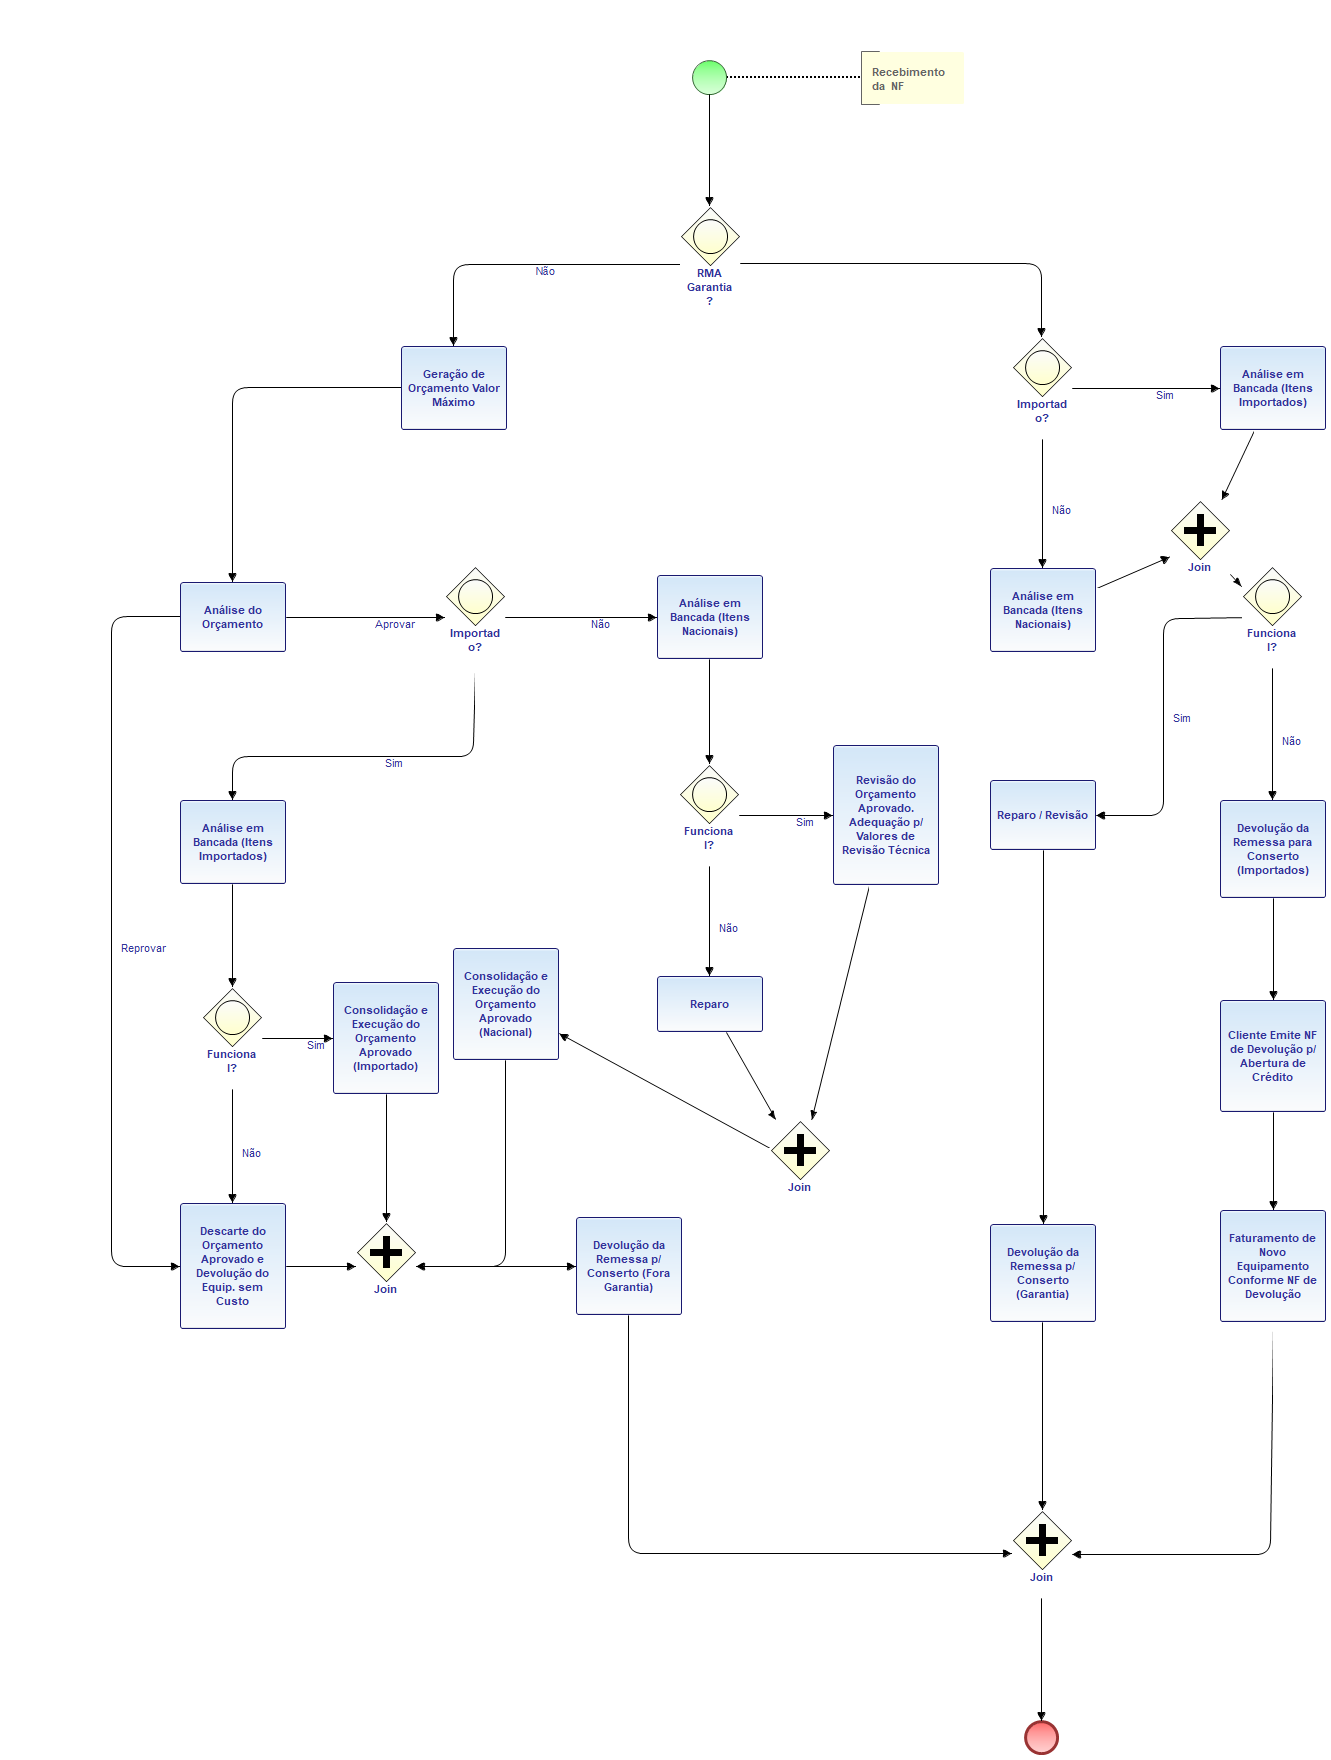 Recebimento
da NF
RMA
Garantia
?
Não
Geração de
Orçamento Valor
Máximo
Importad
o?
Sim
Análise em
Bancada (Itens
Importados)
Não
Join
Análise do
Orçamento
Aprovar
Importad
o?
Não
Análise em
Bancada (Itens
Nacionais)
Análise em
Bancada (Itens
Nacionais)
Funciona
l?
Sim
Não
Sim
Análise em
Bancada (Itens
Importados)
Funciona
l?
Sim
Revisão do
Orçamento
Aprovado.
Adequação p/
Valores de
Revisão Técnica
Reparo / Revisão
Devolução da
Remessa para
Conserto
(Importados)
Reprovar
Não
Reparo
Funciona
l?
Sim
Consolidação e
Execução do
Orçamento
Aprovado
(Importado)
Consolidação e
Execução do
Orçamento
Aprovado
(Nacional)
Cliente Emite NF
de Devolução p/
Abertura de
Crédito
Não
Join
Descarte do
Orçamento
Aprovado e
Devolução do
Equip. sem
Custo
Join
Devolução da
Remessa p/
Conserto (Fora
Garantia)
Devolução da
Remessa p/
Conserto
(Garantia)
Faturamento de
Novo
Equipamento
Conforme NF de
Devolução
Join